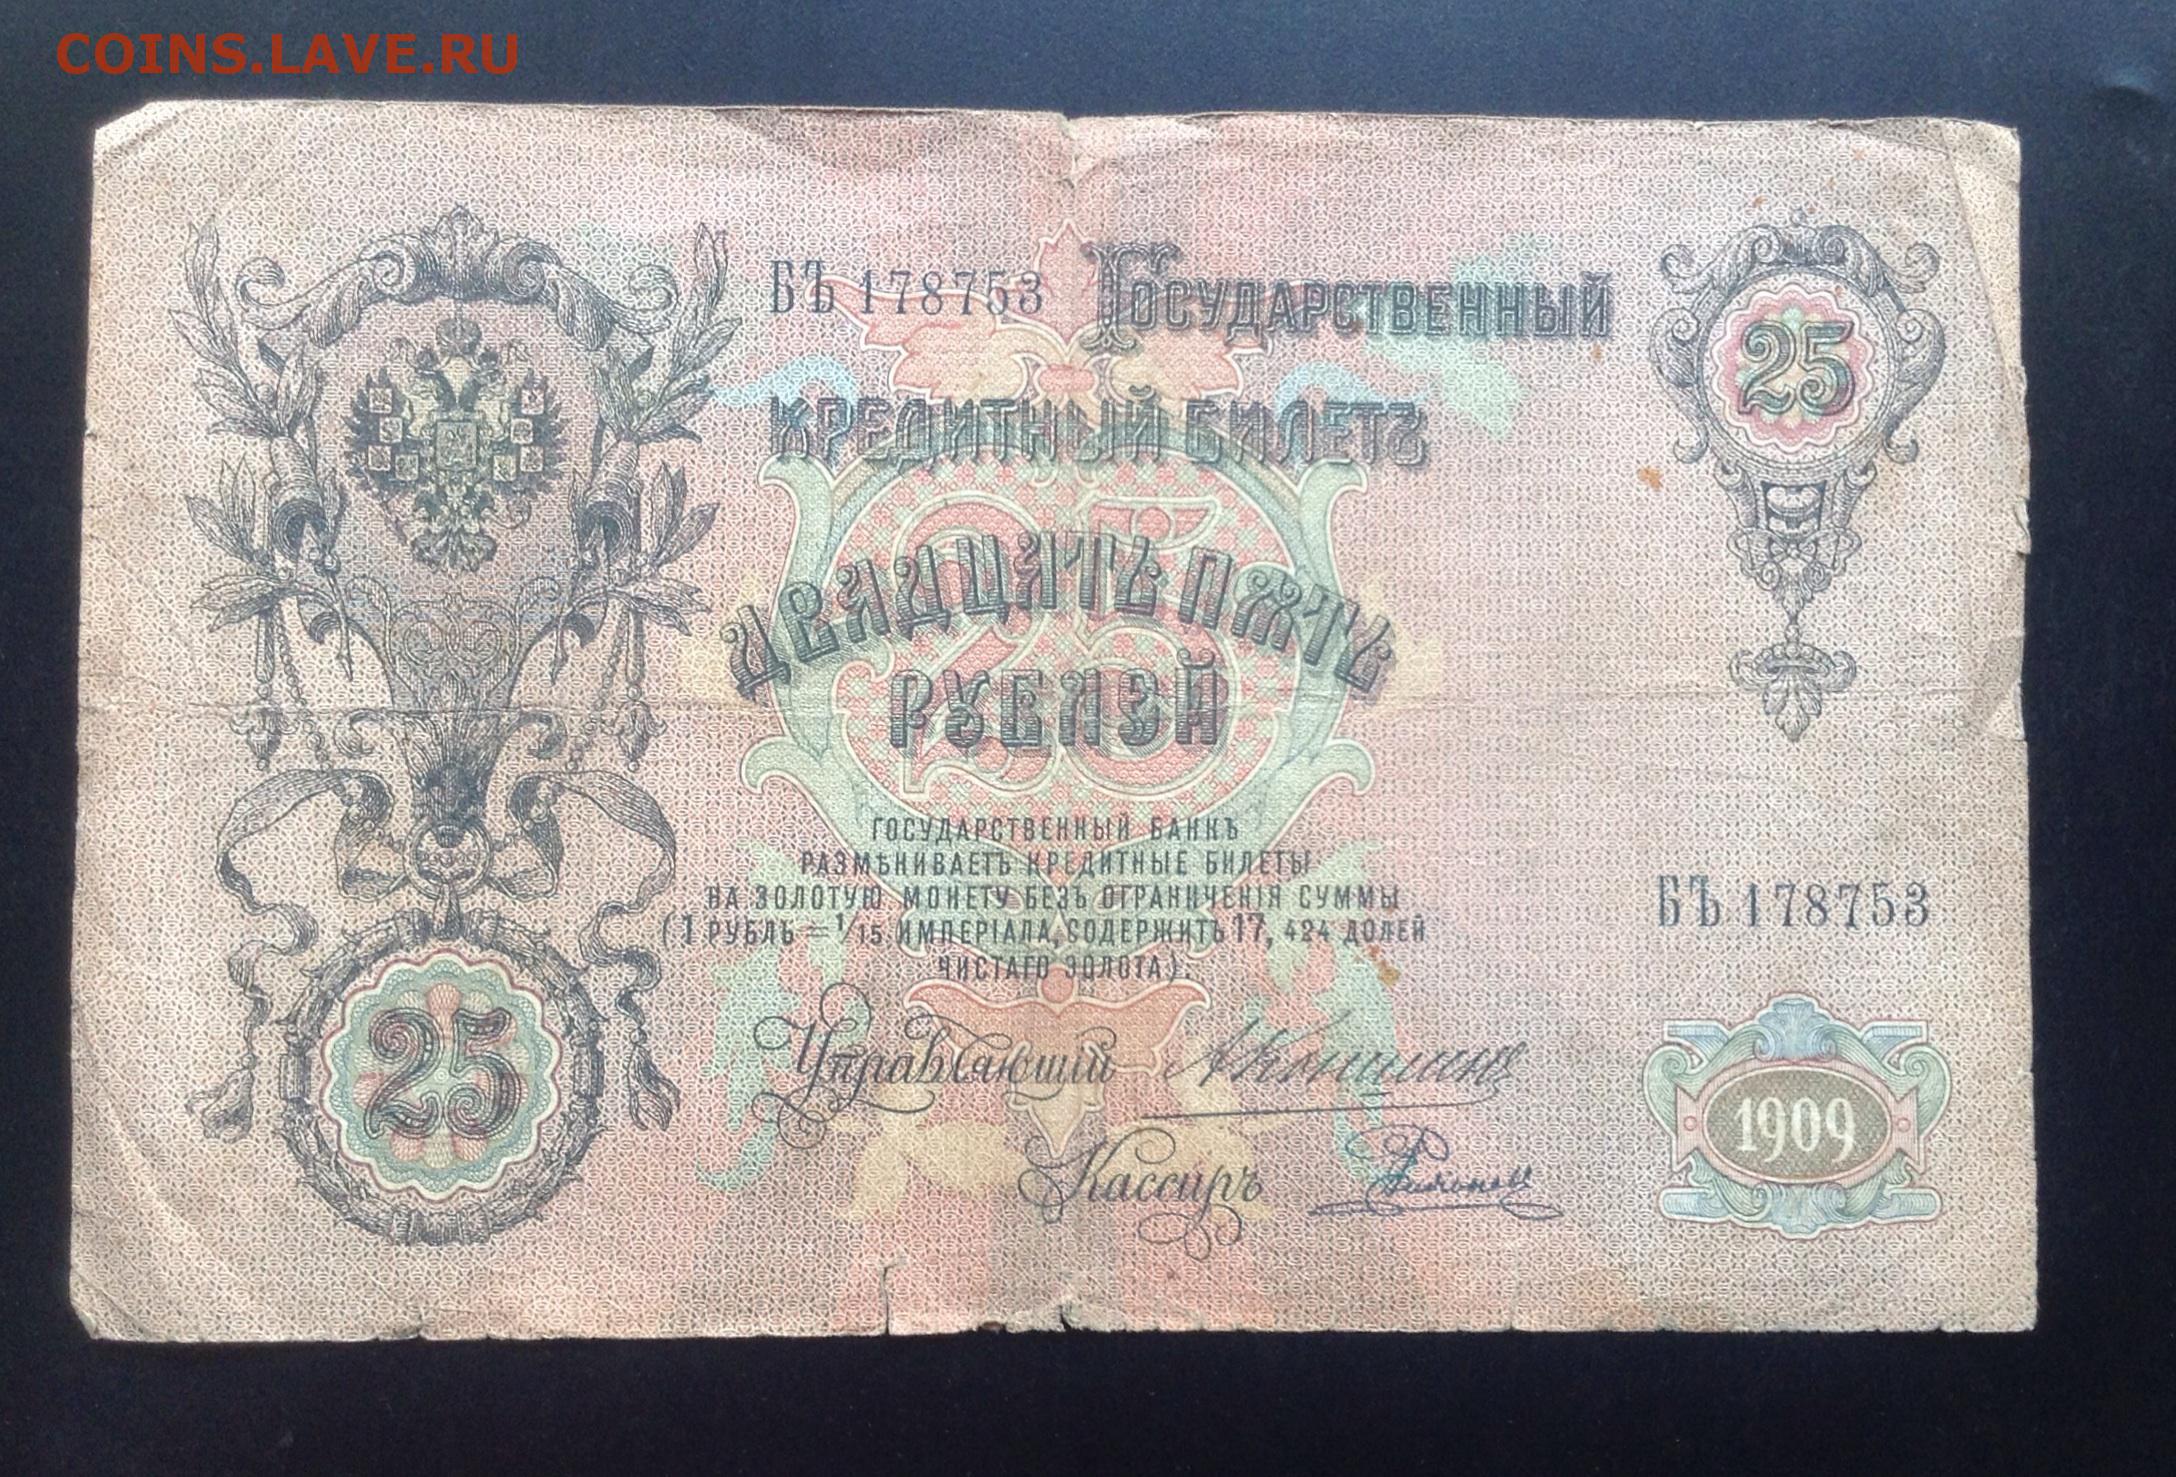 COINS.LAVE.RU
БЪ 178753 ГОСУДАРСТВЕННЫЙ
25
КРЕДИТНЫЙ БИЛЕТЪ
25
ДВАДЦАТЬ ПЯТЬ
РУБЛЕЙ
ГОСУДАРСТВЕННЫЙ БАНКЪ
РАЗМѢНИВАЕТЪ КРЕДИТНЫЕ БИЛЕТЫ
НА ЗОЛОТУЮ МОНЕТУ БЕЗЪ ОГРАНИЧЕНІЯ СУММЫ
(1 РУБЛЬ = 1/15 ИМПЕРІАЛА, СОДЕРЖИТЪ 17, 424 ДОЛЕЙ
ЧИСТАГО ЗОЛОТА).
БЪ 178753
25
Управляющій
1909
Кассиръ